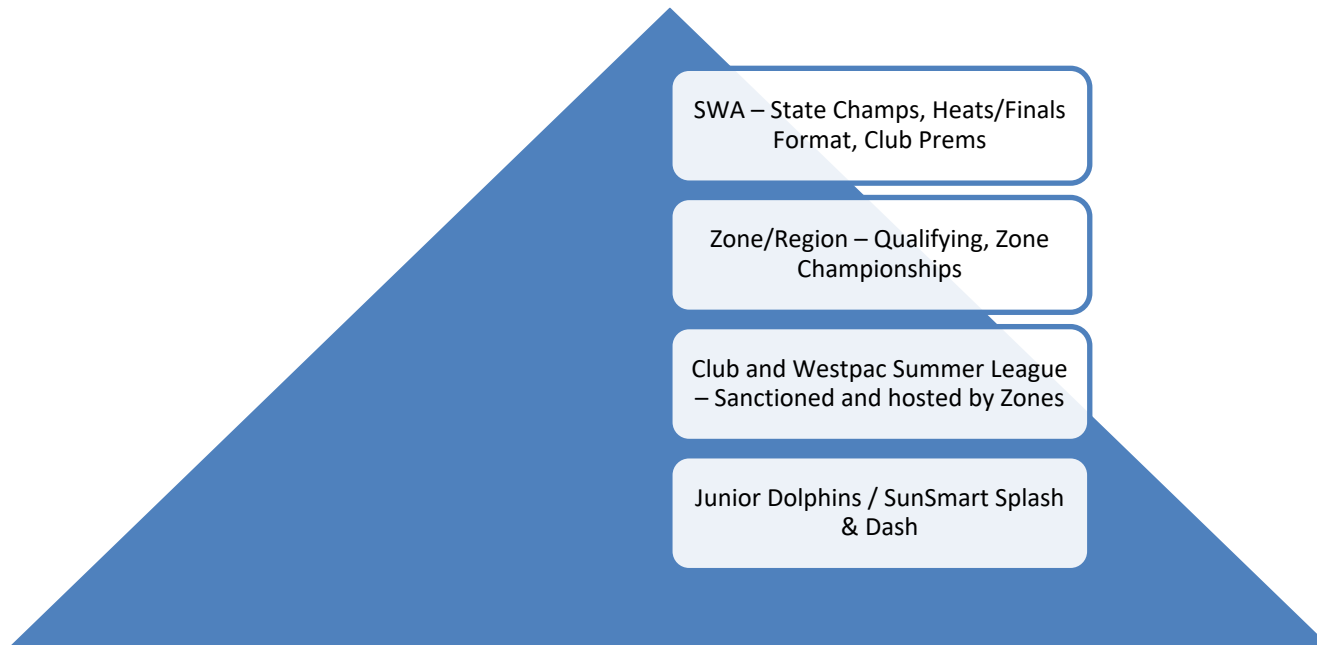 SWA – State Champs, Heats/Finals
Format, Club Prems
Zone/Region – Qualifying, Zone
Championships
Club and Westpac Summer League
– Sanctioned and hosted by Zones
Junior Dolphins / SunSmart Splash
& Dash